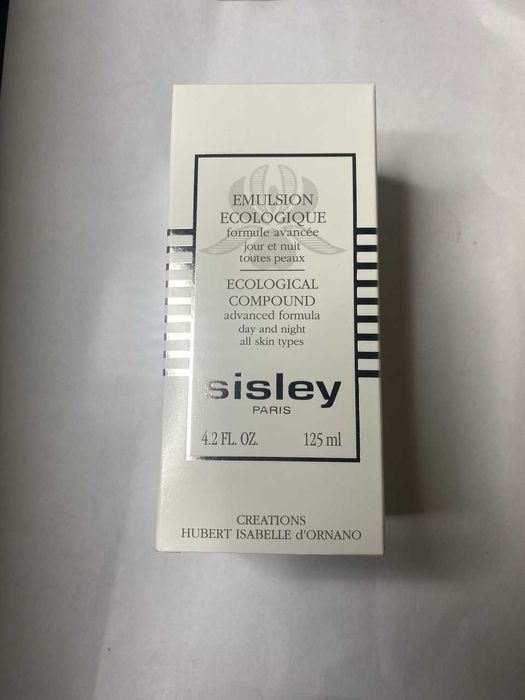 EMULSION
ECOLOGIQUE
formule avancée
jour et nuit
toutes peaux
ECOLOGICAL
COMPOUND
advanced formula
day and night
all skin types
sisley
PARIS
4.2 FL. OZ. 125 ml
CREATIONS
HUBERT ISABELLE d'ORNANO